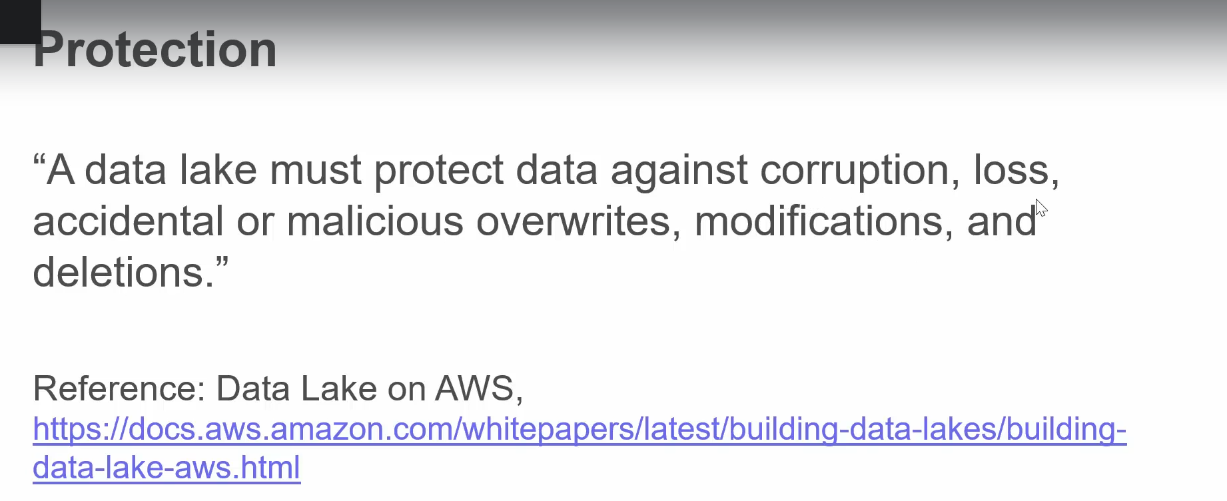 Protection
“A data lake must protect data against corruption, loss,
accidental or malicious overwrites, modifications, and
deletions.”
Reference: Data Lake on AWS,
https://docs.aws.amazon.com/whitepapers/latest/building-data-lakes/building-
data-lake-aws.html